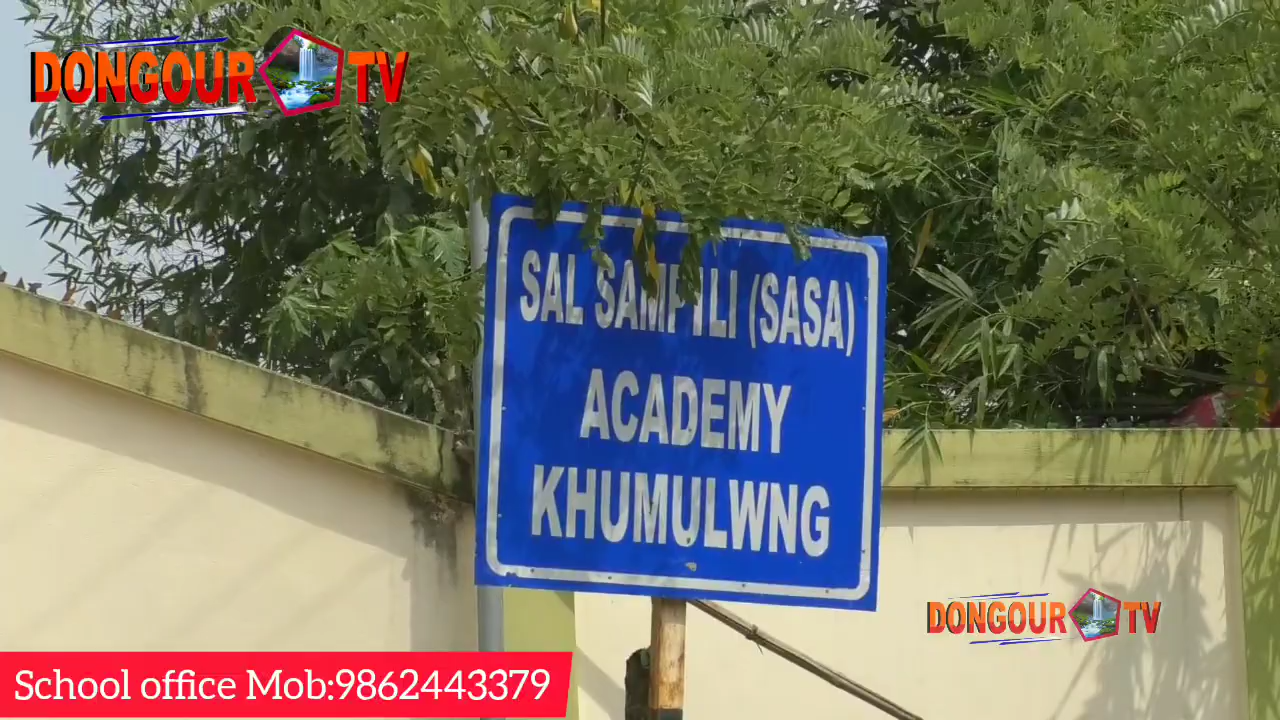 DONGOUR TV
SAL SAMPILI (SASA)
ACADEMY
KHUMULWNG
DONGOUR TV
School office Mob:9862443379